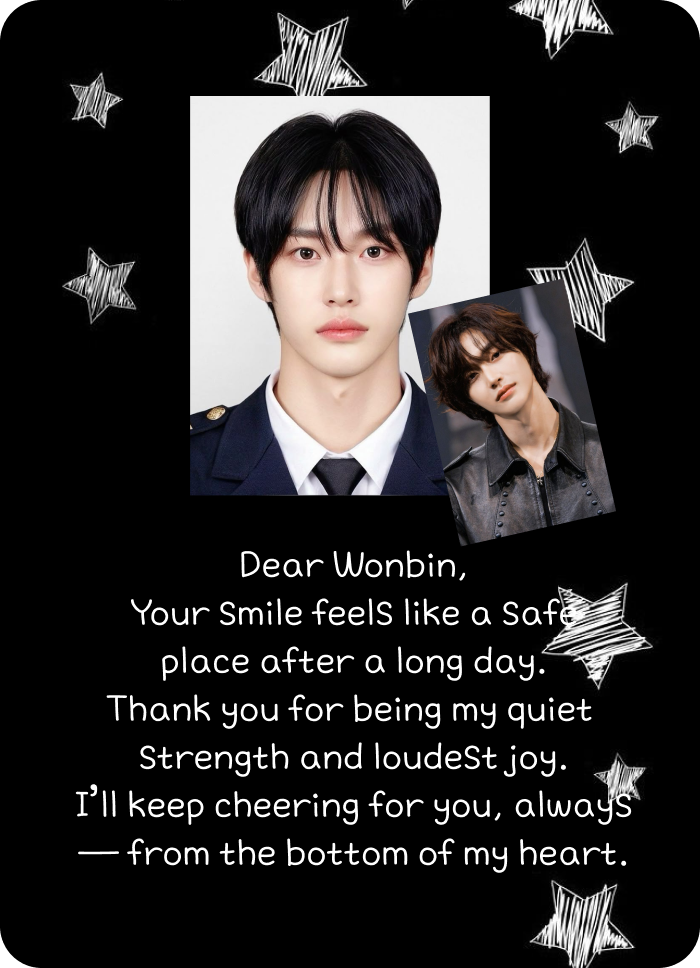 Dear Wonbin,
Your Smile feelS like a Safe
place after a long day.
Thank you for being my quiet
Strength and loudeSt joy.
I’ll keep cheering for you, always
— from the bottom of my heart.